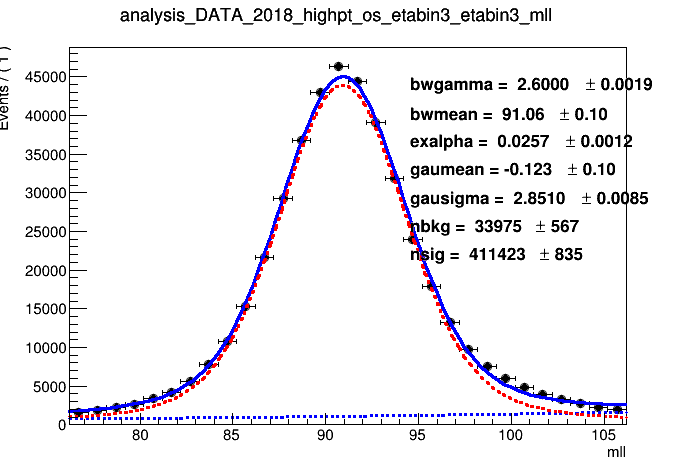 analysis_DATA_2018_highpt_os_etabin3_etabin3_mll
Events / ( 1 )
45000
40000
35000
30000
25000
20000
15000
10000
5000
0
bwgamma = 2.6000 ± 0.0019
bwmean = 91.06 ± 0.10
exalpha = 0.0257 ± 0.0012
gaumean = -0.123 ± 0.10
gausigma = 2.8510 ± 0.0085
nbkg = 33975 ± 567
nsig = 411423 ± 835
80 85 90 95 100 105
mll